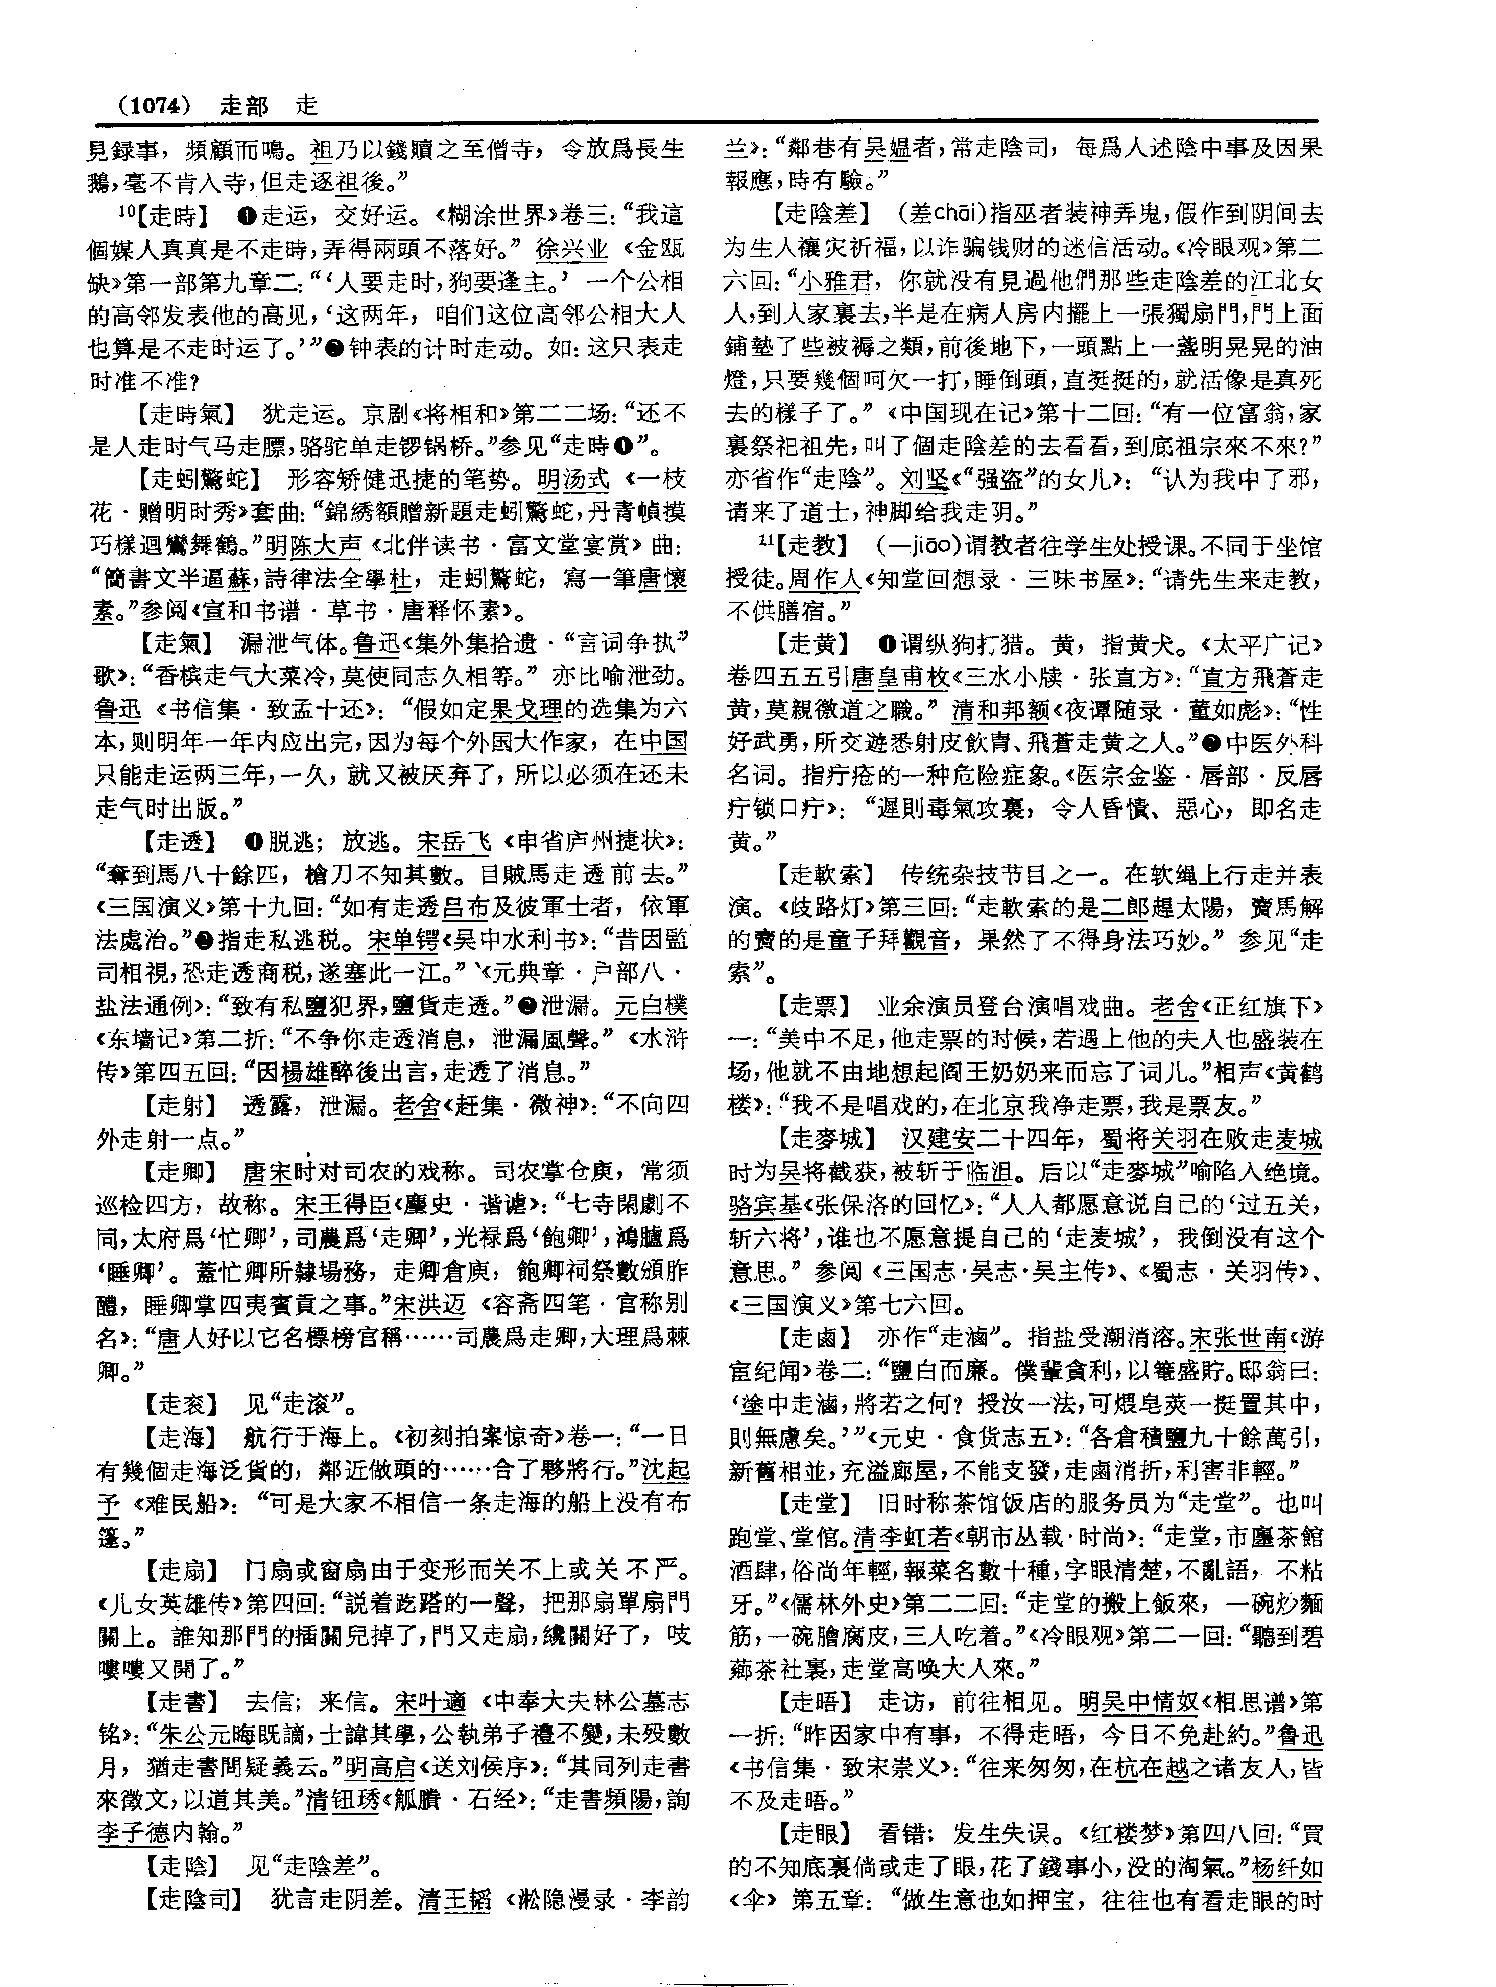 （1074） 走部 走
見録事，頻顧而鳴。祖乃以錢贖之至僧寺，令放爲長生
鵝，毫不肯入寺，但走逐祖後。”
10【走時】 ❶走运，交好运。《糊涂世界》卷三：“我這
個媒人真真是不走時，弄得兩頭不落好。”徐兴业《金瓯
缺》第一部第九章二：“‘人要走时，狗要逢主。’一个公相
的高邻发表他的高见，‘这两年，咱们这位高邻公相大人
也算是不走时运了。’”❷钟表的计时走动。如：这只表走
时准不准？
【走時氣】 犹走运。京剧《将相和》第二二场：“还不
是人走时气马走膘，骆驼单走锣锅桥。”参见“走時❶”。
【走蚓驚蛇】 形容矫健迅捷的笔势。明汤式《一枝
花·赠明时秀》套曲：“錦綉額贈新題走蚓驚蛇，丹青幀摸
巧樣迴鸞舞鶴。”明陈大声《北伴读书·富文堂宴赏》曲：
“簡書文半逼蘇，詩律法全學杜，走蚓驚蛇，寫一筆唐懷
素。”参阅《宣和书谱·草书·唐释怀素》。
【走氣】 漏泄气体。鲁迅《集外集拾遗·“言词争执”
歌》：“香槟走气大菜冷，莫使同志久相等。”亦比喻泄劲。
鲁迅《书信集·致孟十还》：“假如定果戈理的选集为六
本，则明年一年内应出完，因为每个外国大作家，在中国
只能走运两三年，一久，就又被厌弃了，所以必须在还未
走气时出版。”
【走透】 ❶脱逃；放逃。宋岳飞《申省庐州捷状》：
“奪到馬八十餘匹，槍刀不知其數。目賊馬走透前去。”
《三国演义》第十九回：“如有走透吕布及彼軍士者，依軍
法處治。”❷指走私逃税。宋单锷《吴中水利书》：“昔因監
司相視，恐走透商税，遂塞此一江。”《元典章·户部八·
盐法通例》：“致有私鹽犯界，鹽貨走透。”❸泄漏。元白樸
《东墙记》第二折：“不争你走透消息，泄漏風聲。”《水浒
传》第四五回：“因楊雄醉後出言，走透了消息。”
【走射】 透露，泄漏。老舍《赶集·微神》：“不向四
外走射一点。”
【走卿】 唐宋时对司农的戏称。司农掌仓庾，常须
巡检四方，故称。宋王得臣《麈史·谐谑》：“七寺閑劇不
同，太府爲‘忙卿’，司農爲‘走卿’，光禄爲‘飽卿’，鴻臚爲
‘睡卿’。蓋忙卿所隸場務，走卿倉庾，飽卿祠祭數頒胙
醴，睡卿掌四夷賓貢之事。”宋洪迈《容斋四笔·官称别
名》：“唐人好以它名標榜官稱……司農爲走卿，大理爲棘
卿。”
【走衮】 见“走滚”。
【走海】 航行于海上。《初刻拍案惊奇》卷一：“一日
有幾個走海泛貨的，鄰近做頭的……合了夥將行。”沈起
予《难民船》：“可是大家不相信一条走海的船上没有布
篷。”
【走扇】 门扇或窗扇由于变形而关不上或关不严。
《儿女英雄传》第四回：“説着趷蹬的一聲，把那扇單扇門
關上。誰知那門的插關兒掉了，門又走扇，纔關好了，吱
嘍嘍又開了。”
【走書】 去信；来信。宋叶適《中奉大夫林公墓志
铭》：“朱公元晦既謫，士諱其學，公執弟子禮不變，未殁數
月，猶走書問疑義云。”明高启《送刘侯序》：“其同列走書
來徵文，以道其美。”清钮琇《觚賸·石经》：“走書頻陽，詢
李子德内翰。”
【走陰】 见“走陰差”。
【走陰司】 犹言走阴差。清王韬《淞隐漫录·李韵
兰》：“鄰巷有吴媪者，常走陰司，每爲人述陰中事及因果
報應，時有驗。”
【走陰差】 （差chāi）指巫者装神弄鬼，假作到阴间去
为生人禳灾祈福，以诈骗钱财的迷信活动。《冷眼观》第二
六回：“小雅君，你就没有見過他們那些走陰差的江北女
人，到人家裏去，半是在病人房内擺上一張獨扇門，門上面
鋪墊了些被褥之類，前後地下，一頭點上一盞明晃晃的油
燈，只要幾個呵欠一打，睡倒頭，直挺挺的，就活像是真死
去的樣子了。”《中国现在记》第十二回：“有一位富翁，家
裏祭祀祖先，叫了個走陰差的去看看，到底祖宗來不來？”
亦省作“走陰”。刘坚《“强盗”的女儿》：“认为我中了邪，
请来了道士，神脚给我走阴。”
11【走教】 （—jiāo）谓教者往学生处授课。不同于坐馆
授徒。周作人《知堂回想录·三味书屋》：“请先生来走教，
不供膳宿。”
【走黄】 ❶谓纵狗打猎。黄，指黄犬。《太平广记》
卷四五五引唐皇甫枚《三水小牍·张直方》：“直方飛蒼走
黄，莫親徼道之職。”清和邦额《夜谭随录·董如彪》：“性
好武勇，所交遊悉射皮飲冑、飛蒼走黄之人。”❷中医外科
名词。指疔疮的一种危险症象。《医宗金鉴·唇部·反唇
疔锁口疔》：“遲則毒氣攻裏，令人昏憒、惡心，即名走
黄。”
【走軟索】 传统杂技节目之一。在软绳上行走并表
演。《歧路灯》第三回：“走軟索的是二郎趕太陽，賣馬解
的賣的是童子拜觀音，果然了不得身法巧妙。”参见“走
索”。
【走票】 业余演员登台演唱戏曲。老舍《正红旗下》
一：“美中不足，他走票的时候，若遇上他的夫人也盛装在
场，他就不由地想起阎王奶奶来而忘了词儿。”相声《黄鹤
楼》：“我不是唱戏的，在北京我净走票，我是票友。”
【走麥城】 汉建安二十四年，蜀将关羽在败走麦城
时为吴将截获，被斩于临沮。后以“走麥城”喻陷入绝境。
骆宾基《张保洛的回忆》：“人人都愿意说自己的‘过五关，
斩六将’，谁也不愿意提自己的‘走麦城’，我倒没有这个
意思。”参阅《三国志·吴志·吴主传》、《蜀志·关羽传》、
《三国演义》第七六回。
【走鹵】 亦作“走滷”。指盐受潮消溶。宋张世南《游
宦纪闻》卷二：“鹽白而廉。僕輩貪利，以篭盛貯。邸翁曰：
‘塗中走滷，將若之何？授汝一法，可煨皂莢一挺置其中，
則無慮矣。’”《元史·食货志五》：“各倉積鹽九十餘萬引，
新舊相並，充溢廊屋，不能支發，走鹵消折，利害非輕。”
【走堂】 旧时称茶馆饭店的服务员为“走堂”。也叫
跑堂、堂倌。清李虹若《朝市丛载·时尚》：“走堂，市廛茶館
酒肆，俗尚年輕，報菜名數十種，字眼清楚，不亂語，不粘
牙。”《儒林外史》第二二回：“走堂的搬上飯來，一碗炒麵
筋，一碗膾腐皮，三人吃着。”《冷眼观》第二一回：“聽到碧
薌茶社裏，走堂高唤大人來。”
【走晤】 走访，前往相见。明吴中情奴《相思谱》第
一折：“昨因家中有事，不得走晤，今日不免赴約。”鲁迅
《书信集·致宋崇义》：“往来匆匆，在杭在越之诸友人，皆
不及走晤。”
【走眼】 看错；发生失误。《红楼梦》第四八回：“買
的不知底裏倘或走了眼，花了錢事小，没的淘氣。”杨纤如
《伞》第五章：“做生意也如押宝，往往也有看走眼的时